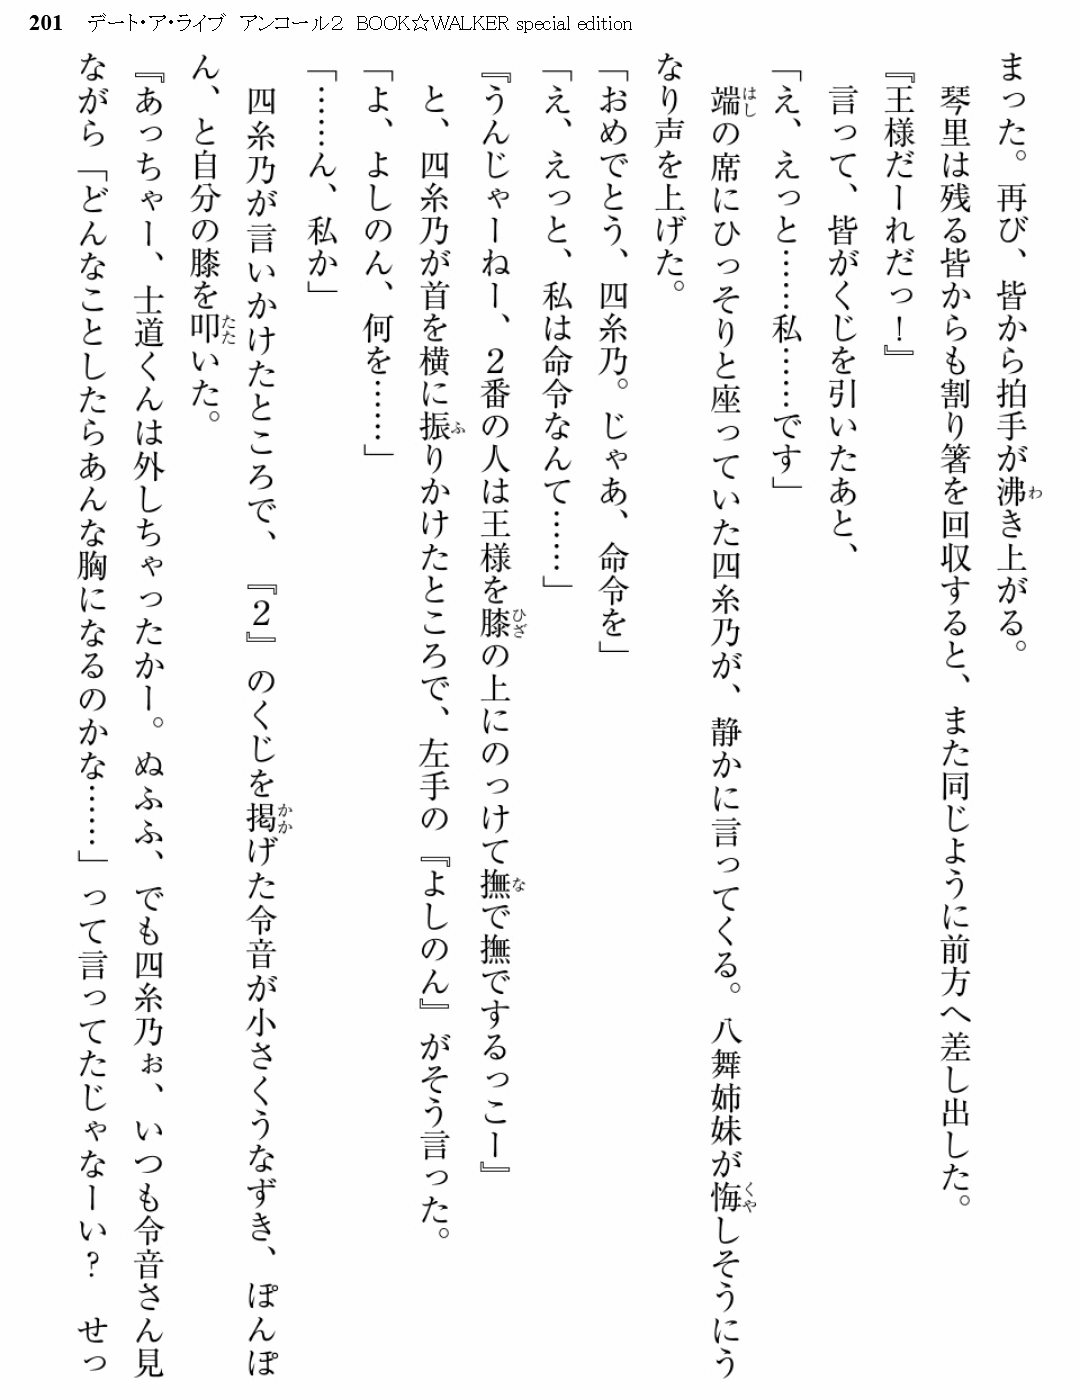 201 デート・ア・ライブ アンコール2 BOOK☆WALKER special edition
まった。再び、皆から拍手が沸き上がる。
　琴里は残る皆からも割り箸を回収すると、また同じように前方へ差し出した。
『王様だーれだっ！』
　言って、皆がくじを引いたあと、
「え、えっと……私……です」
　端の席にひっそりと座っていた四糸乃が、静かに言ってくる。八舞姉妹が悔しそうにう
なり声を上げた。
「おめでとう、四糸乃。じゃあ、命令を」
「え、えっと、私は命令なんて……」
『うんじゃーねー、２番の人は王様を膝の上にのっけて撫で撫でするっこー』
　と、四糸乃が首を横に振りかけたところで、左手の『よしのん』がそう言った。
「よ、よしのん、何を……」
「……ん、私か」
　四糸乃が言いかけたところで、『２』のくじを掲げた令音が小さくうなずき、ぽんぽ
ん、と自分の膝を叩いた。
『あっちゃー、士道くんは外しちゃったかー。ぬふふ、でも四糸乃ぉ、いつも令音さん見
ながら「どんなことしたらあんな胸になるのかな……」って言ってたじゃなーい？　せっ